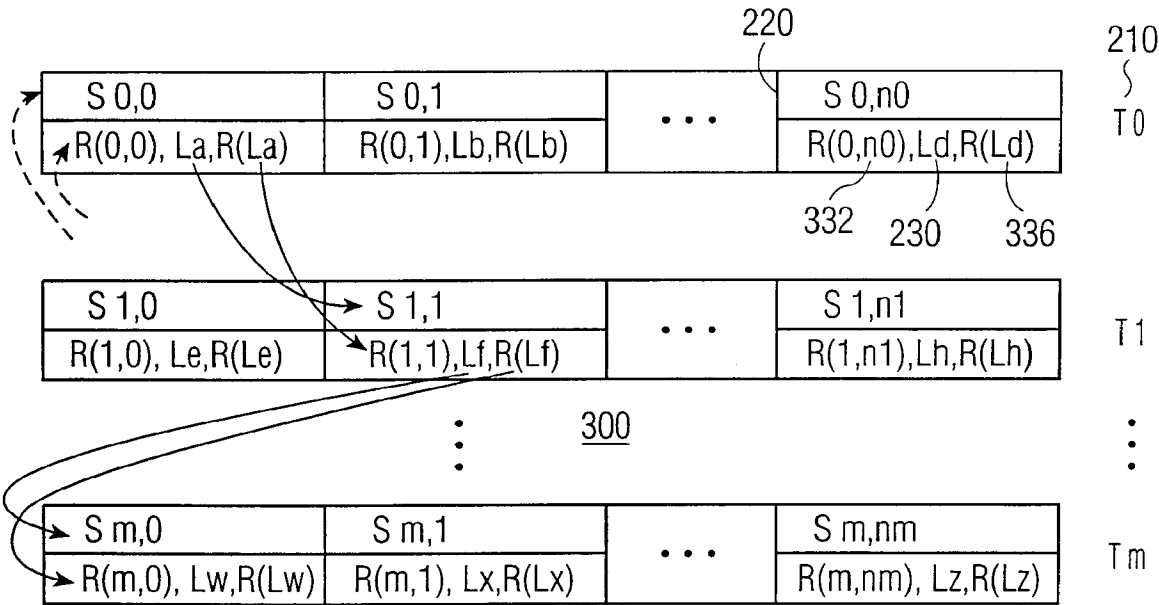 220
210
S 0,0 S 0,1 ••• S 0,n0 T0
R(0,0), La,R(La) R(0,1),Lb,R(Lb) R(0,n0),Ld,R(Ld)
332 230 336
S 1,0 S 1,1 ••• S 1,n1 T1
R(1,0), Le,R(Le) R(1,1),Lf,R(Lf) R(1,n1),Lh,R(Lh)
300
S m,0 S m,1 ••• S m,nm Tm
R(m,0), Lw,R(Lw) R(m,1), Lx,R(Lx) R(m,nm), Lz,R(Lz)